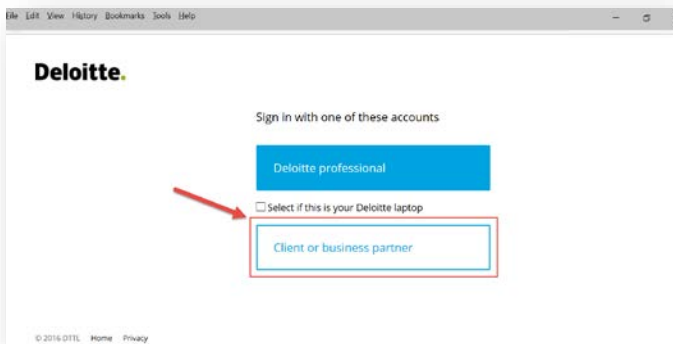 File Edit View History Bookmarks Tools Help
Deloitte.
Sign in with one of these accounts
Deloitte professional
Select if this is your Deloitte laptop
Client or business partner
© 2016 DTTL Home Privacy